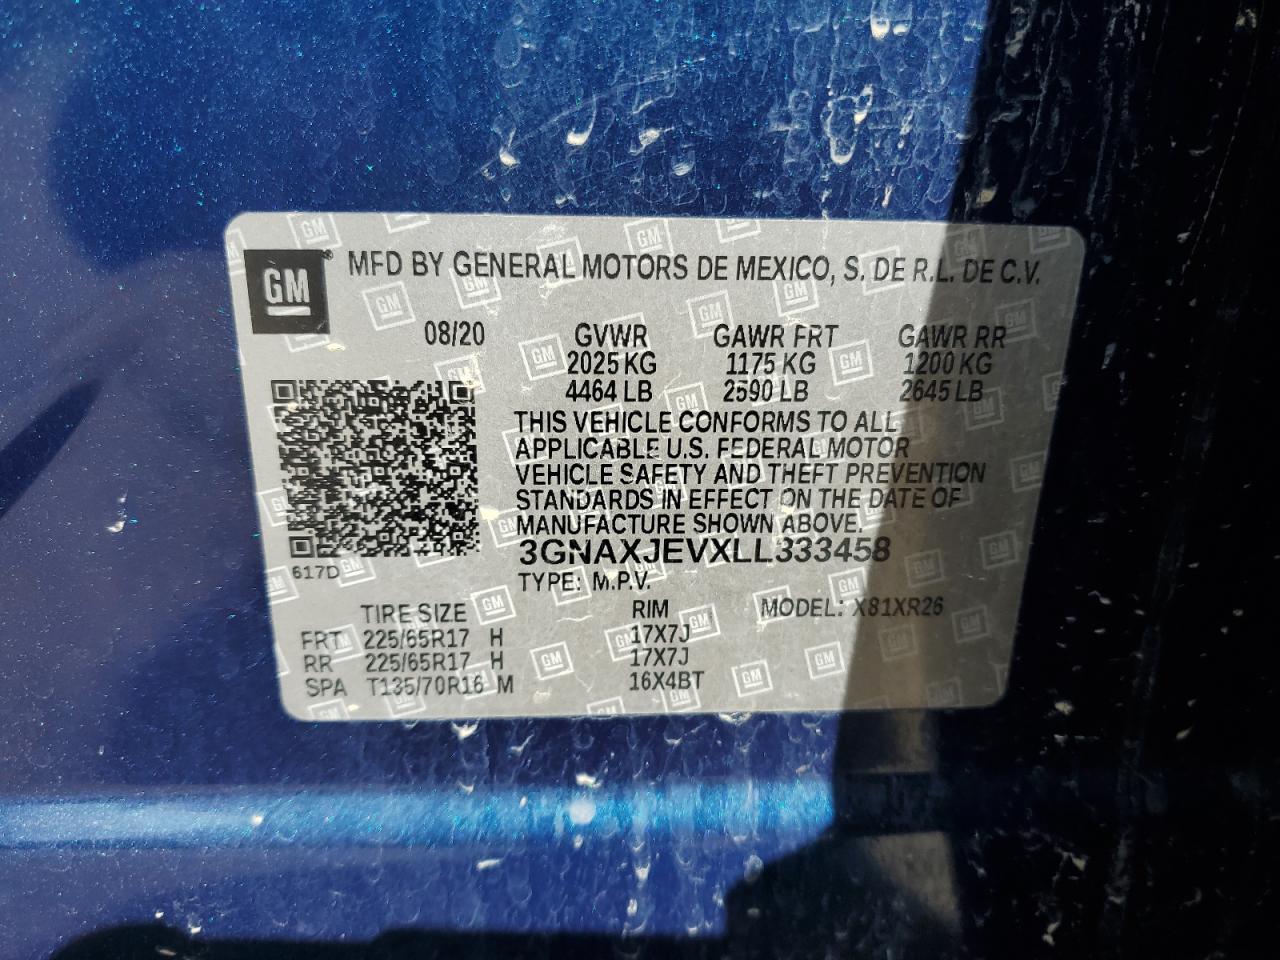 GM
MFD BY GENERAL MOTORS DE MEXICO, S. DE R.L. DE C.V.
08/20 GVWR GAWR FRT GAWR RR
2025 KG 1175 KG 1200 KG
4464 LB 2590 LB 2645 LB
THIS VEHICLE CONFORMS TO ALL
APPLICABLE U.S. FEDERAL MOTOR
VEHICLE SAFETY AND THEFT PREVENTION
STANDARDS IN EFFECT ON THE DATE OF
MANUFACTURE SHOWN ABOVE.
3GNAXJEVXLL333458
617D
TYPE: M.P.V.
TIRE SIZE RIM MODEL: X81XR26
FRT 225/65R17 H 17X7J
RR 225/65R17 H 17X7J
SPA T135/70R16 M 16X4BT